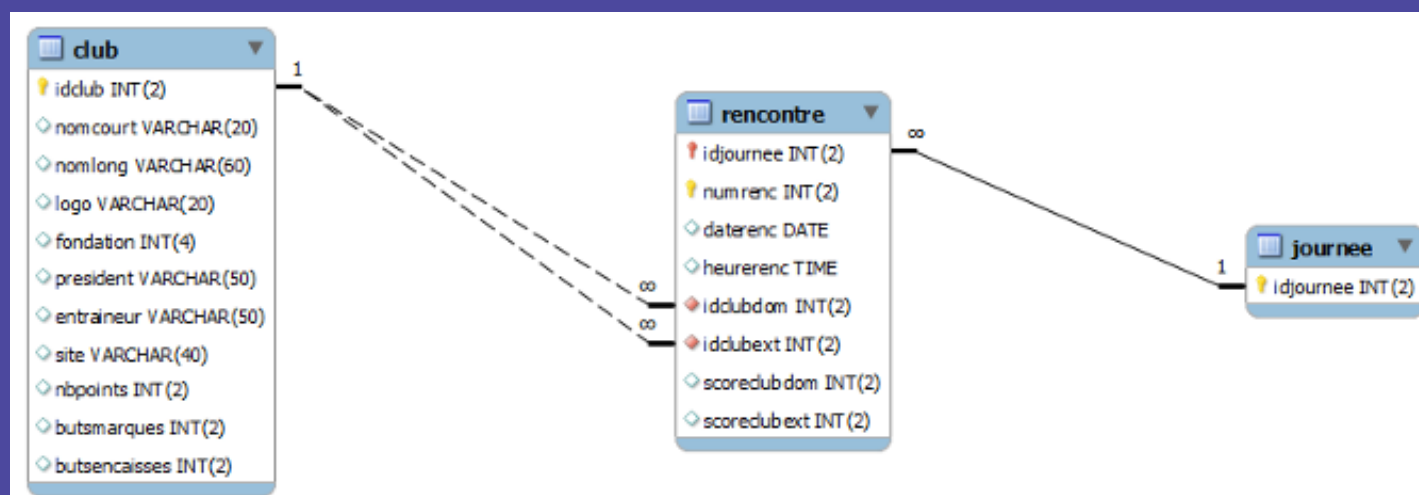 club
idclub INT(2)
nomcourt VARCHAR(20)
nomlong VARCHAR(60)
logo VARCHAR(20)
fondation INT(4)
president VARCHAR(50)
entraineur VARCHAR(50)
site VARCHAR(40)
nbpoints INT(2)
butsmarques INT(2)
butsencaisses INT(2)
1
∞
∞
rencontre
idjournee INT(2)
numrenc INT(2)
daterenc DATE
heurerenc TIME
idclubdom INT(2)
idclubext INT(2)
scoreclubdom INT(2)
scoreclubext INT(2)
∞
1
journee
idjournee INT(2)